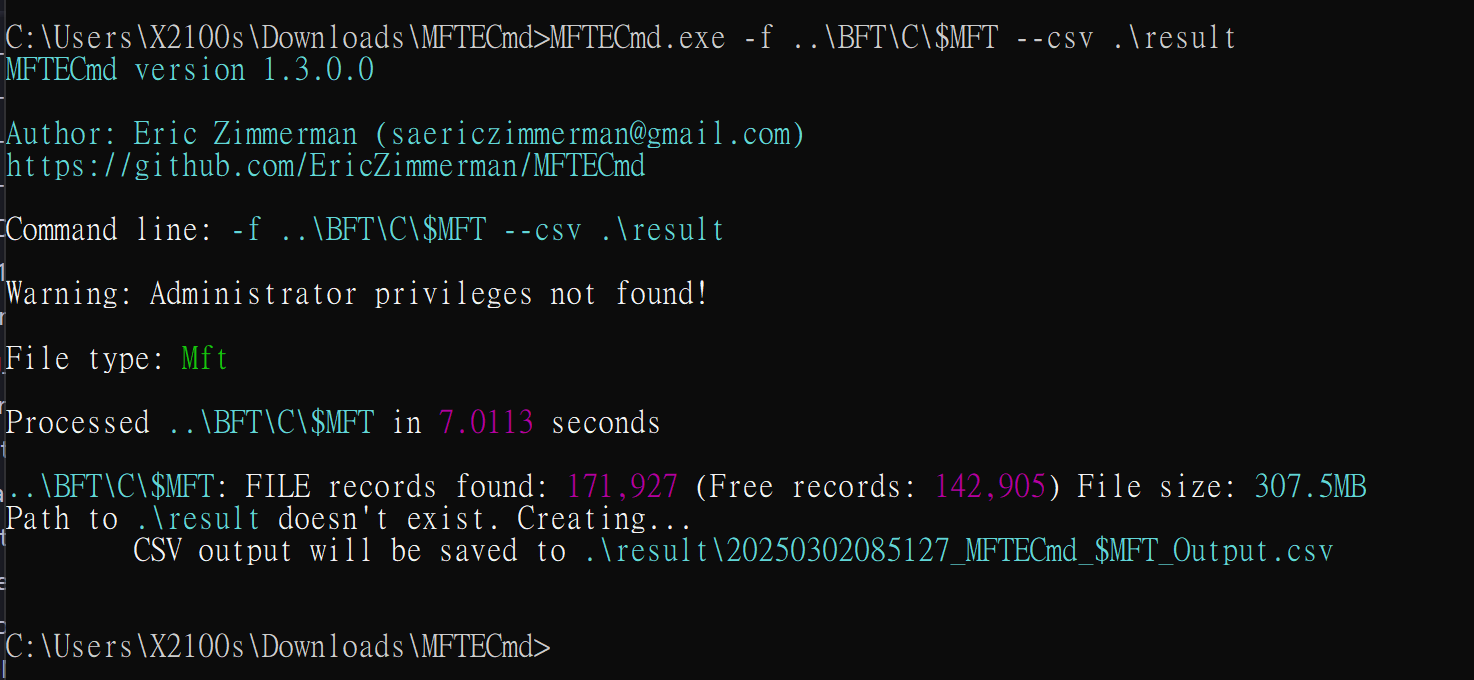 C:\Users\X2100s\Downloads\MFTECmd>MFTECmd.exe -f ..\BFT\C\$MFT --csv .\result
MFTECmd version 1.3.0.0
Author: Eric Zimmerman (saericzimmerman@gmail.com)
https://github.com/EricZimmerman/MFTECmd
Command line: -f ..\BFT\C\$MFT --csv .\result
Warning: Administrator privileges not found!
File type: Mft
Processed ..\BFT\C\$MFT in 7.0113 seconds
..\BFT\C\$MFT: FILE records found: 171,927 (Free records: 142,905) File size: 307.5MB
Path to .\result doesn't exist. Creating...
CSV output will be saved to .\result\20250302085127_MFTECmd_$MFT_Output.csv
C:\Users\X2100s\Downloads\MFTECmd>